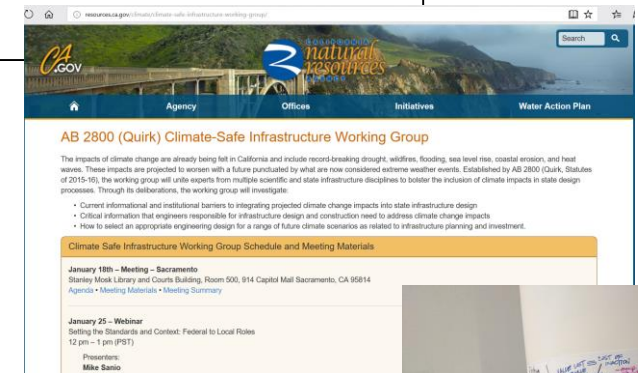 resources.ca.gov/climate/climate-safe-infrastructure-working-group/
CA
.GOV
CALIFORNIA
natural
resources
AGENCY
Search
Agency
Offices
Initiatives
Water Action Plan
AB 2800 (Quirk) Climate-Safe Infrastructure Working Group
The impacts of climate change are already being felt in California and include record-breaking drought, wildfires, flooding, sea level rise, coastal erosion, and heat
waves. These impacts are projected to worsen with a future punctuated by what are now considered extreme weather events. Established by AB 2800 (Quirk, Statutes
of 2015-16), the working group will unite experts from multiple scientific and state infrastructure disciplines to bolster the inclusion of climate impacts in state design
processes. Through its deliberations, the working group will investigate:
• Current informational and institutional barriers to integrating projected climate change impacts into state infrastructure design
• Critical information that engineers responsible for infrastructure design and construction need to address climate change impacts
• How to select an appropriate engineering design for a range of future climate scenarios as related to infrastructure planning and investment.
Climate Safe Infrastructure Working Group Schedule and Meeting Materials
January 18th – Meeting – Sacramento
Stanley Mosk Library and Courts Building, Room 500, 914 Capitol Mall Sacramento, CA 95814
Agenda • Meeting Materials • Meeting Summary
January 25 – Webinar
Setting the Standards and Context: Federal to Local Roles
12 pm – 1 pm (PST)
Presenters:
Mike Sanio